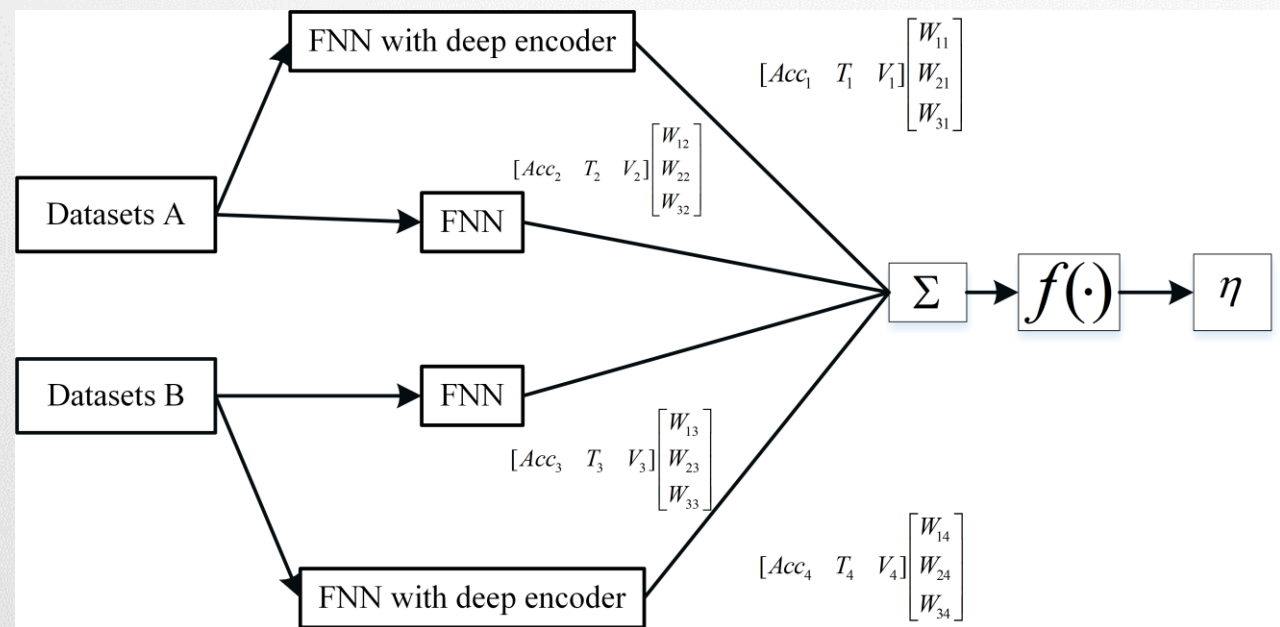 FNN with deep encoder
[Acc₁ T₁ V₁] [W₁₁
W₂₁
W₃₁]
[Acc₂ T₂ V₂] [W₁₂
W₂₂
W₃₂]
Datasets A
FNN
Σ
f(·)
η
Datasets B
FNN
[Acc₃ T₃ V₃] [W₁₃
W₂₃
W₃₃]
[Acc₄ T₄ V₄] [W₁₄
W₂₄
W₃₄]
FNN with deep encoder